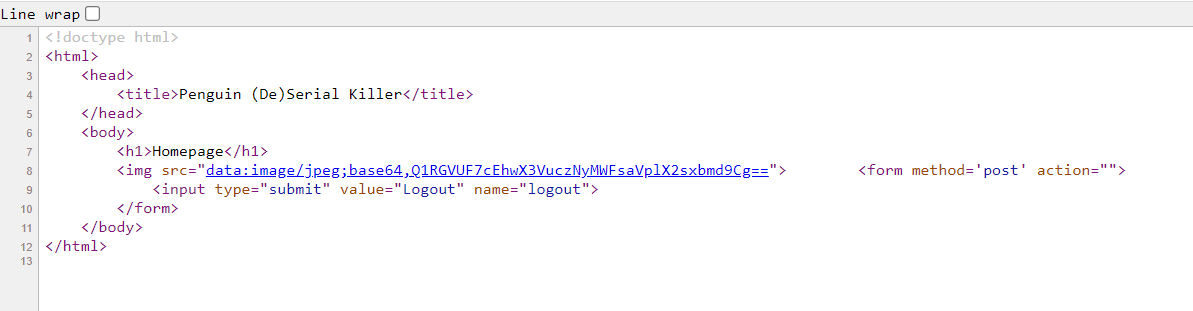 Line wrap
1 <!doctype html>
2 <html>
3 <head>
4 <title>Penguin (De)Serial Killer</title>
5 </head>
6 <body>
7 <h1>Homepage</h1>
8 <img src="data:image/jpeg;base64,Q1RGVUF7cEhwX3VuczNyMWFsaVplX2sxbmd9Cg=="> <form method='post' action="">
9 <input type="submit" value="Logout" name="logout">
10 </form>
11 </body>
12 </html>
13